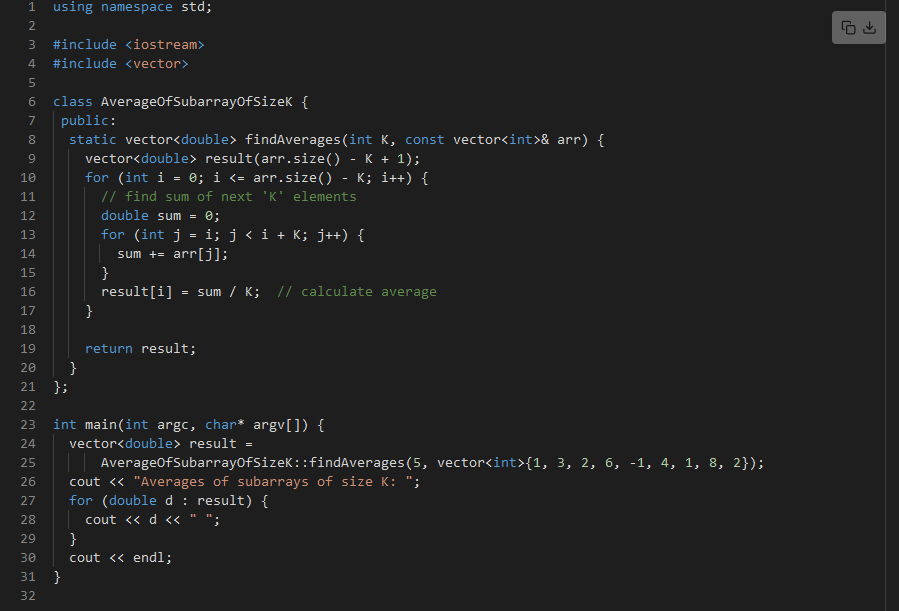 1 using namespace std;
2
3 #include <iostream>
4 #include <vector>
5
6 class AverageOfSubarrayOfSizeK {
7 public:
8 static vector<double> findAverages(int K, const vector<int>& arr) {
9 vector<double> result(arr.size() - K + 1);
10 for (int i = 0; i <= arr.size() - K; i++) {
11 // find sum of next 'K' elements
12 double sum = 0;
13 for (int j = i; j < i + K; j++) {
14 sum += arr[j];
15 }
16 result[i] = sum / K;  // calculate average
17 }
18
19 return result;
20 }
21 };
22
23 int main(int argc, char* argv[]) {
24 vector<double> result =
25 AverageOfSubarrayOfSizeK::findAverages(5, vector<int>{1, 3, 2, 6, -1, 4, 1, 8, 2});
26 cout << "Averages of subarrays of size K: ";
27 for (double d : result) {
28 cout << d << " ";
29 }
30 cout << endl;
31 }
32